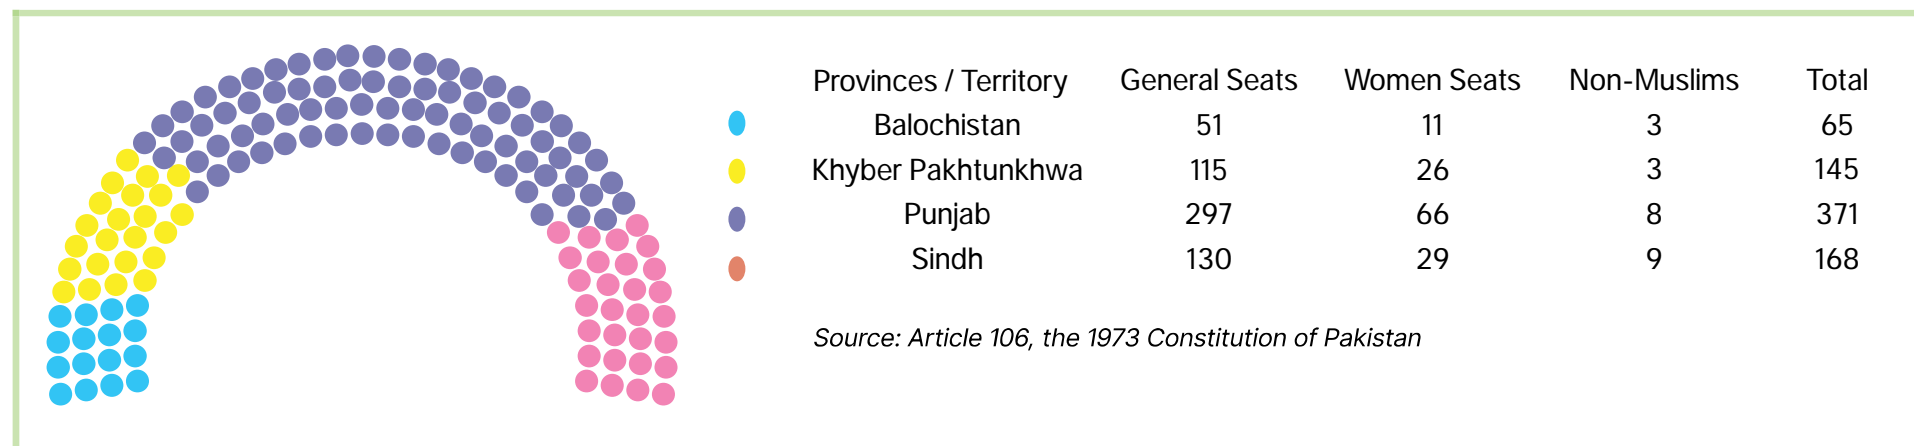 Provinces / Territory General Seats Women Seats Non-Muslims Total
Balochistan 51 11 3 65
Khyber Pakhtunkhwa 115 26 3 145
Punjab 297 66 8 371
Sindh 130 29 9 168
Source: Article 106, the 1973 Constitution of Pakistan